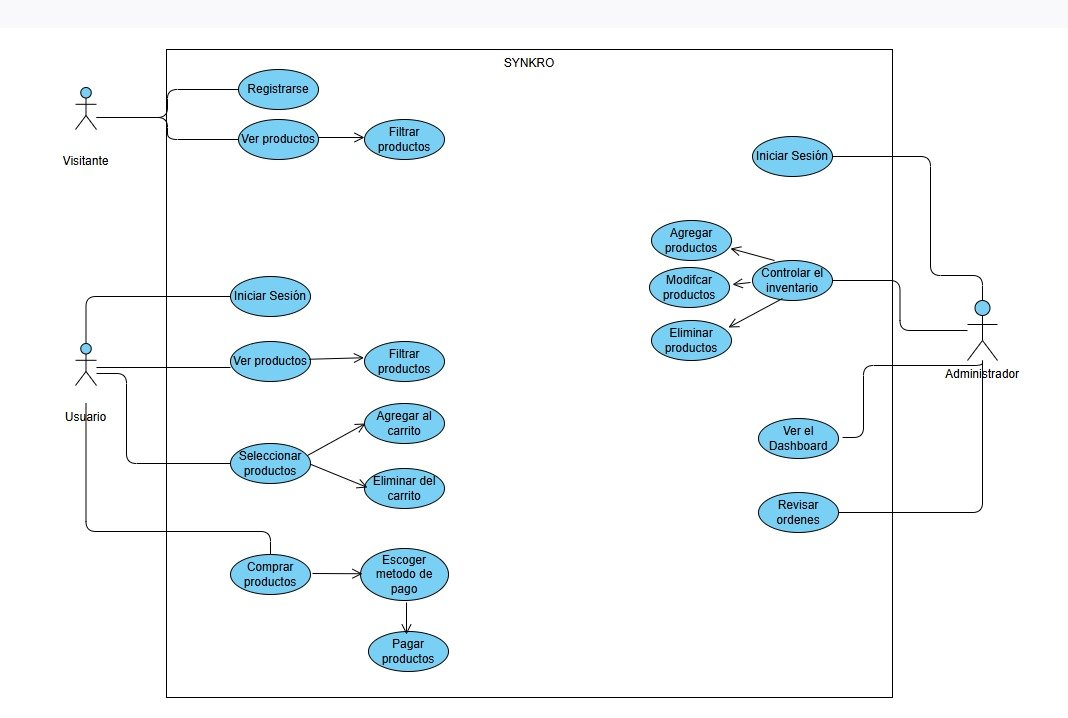 SYNKRO
Registrarse
Visitante
Ver productos
Filtrar
productos
Iniciar Sesión
Agregar
productos
Controlar el
inventario
Modifcar
productos
Eliminar
productos
Administrador
Iniciar Sesión
Ver productos
Filtrar
productos
Usuario
Agregar al
carrito
Seleccionar
productos
Eliminar del
carrito
Ver el
Dashboard
Revisar
ordenes
Comprar
productos
Escoger
metodo de
pago
Pagar
productos